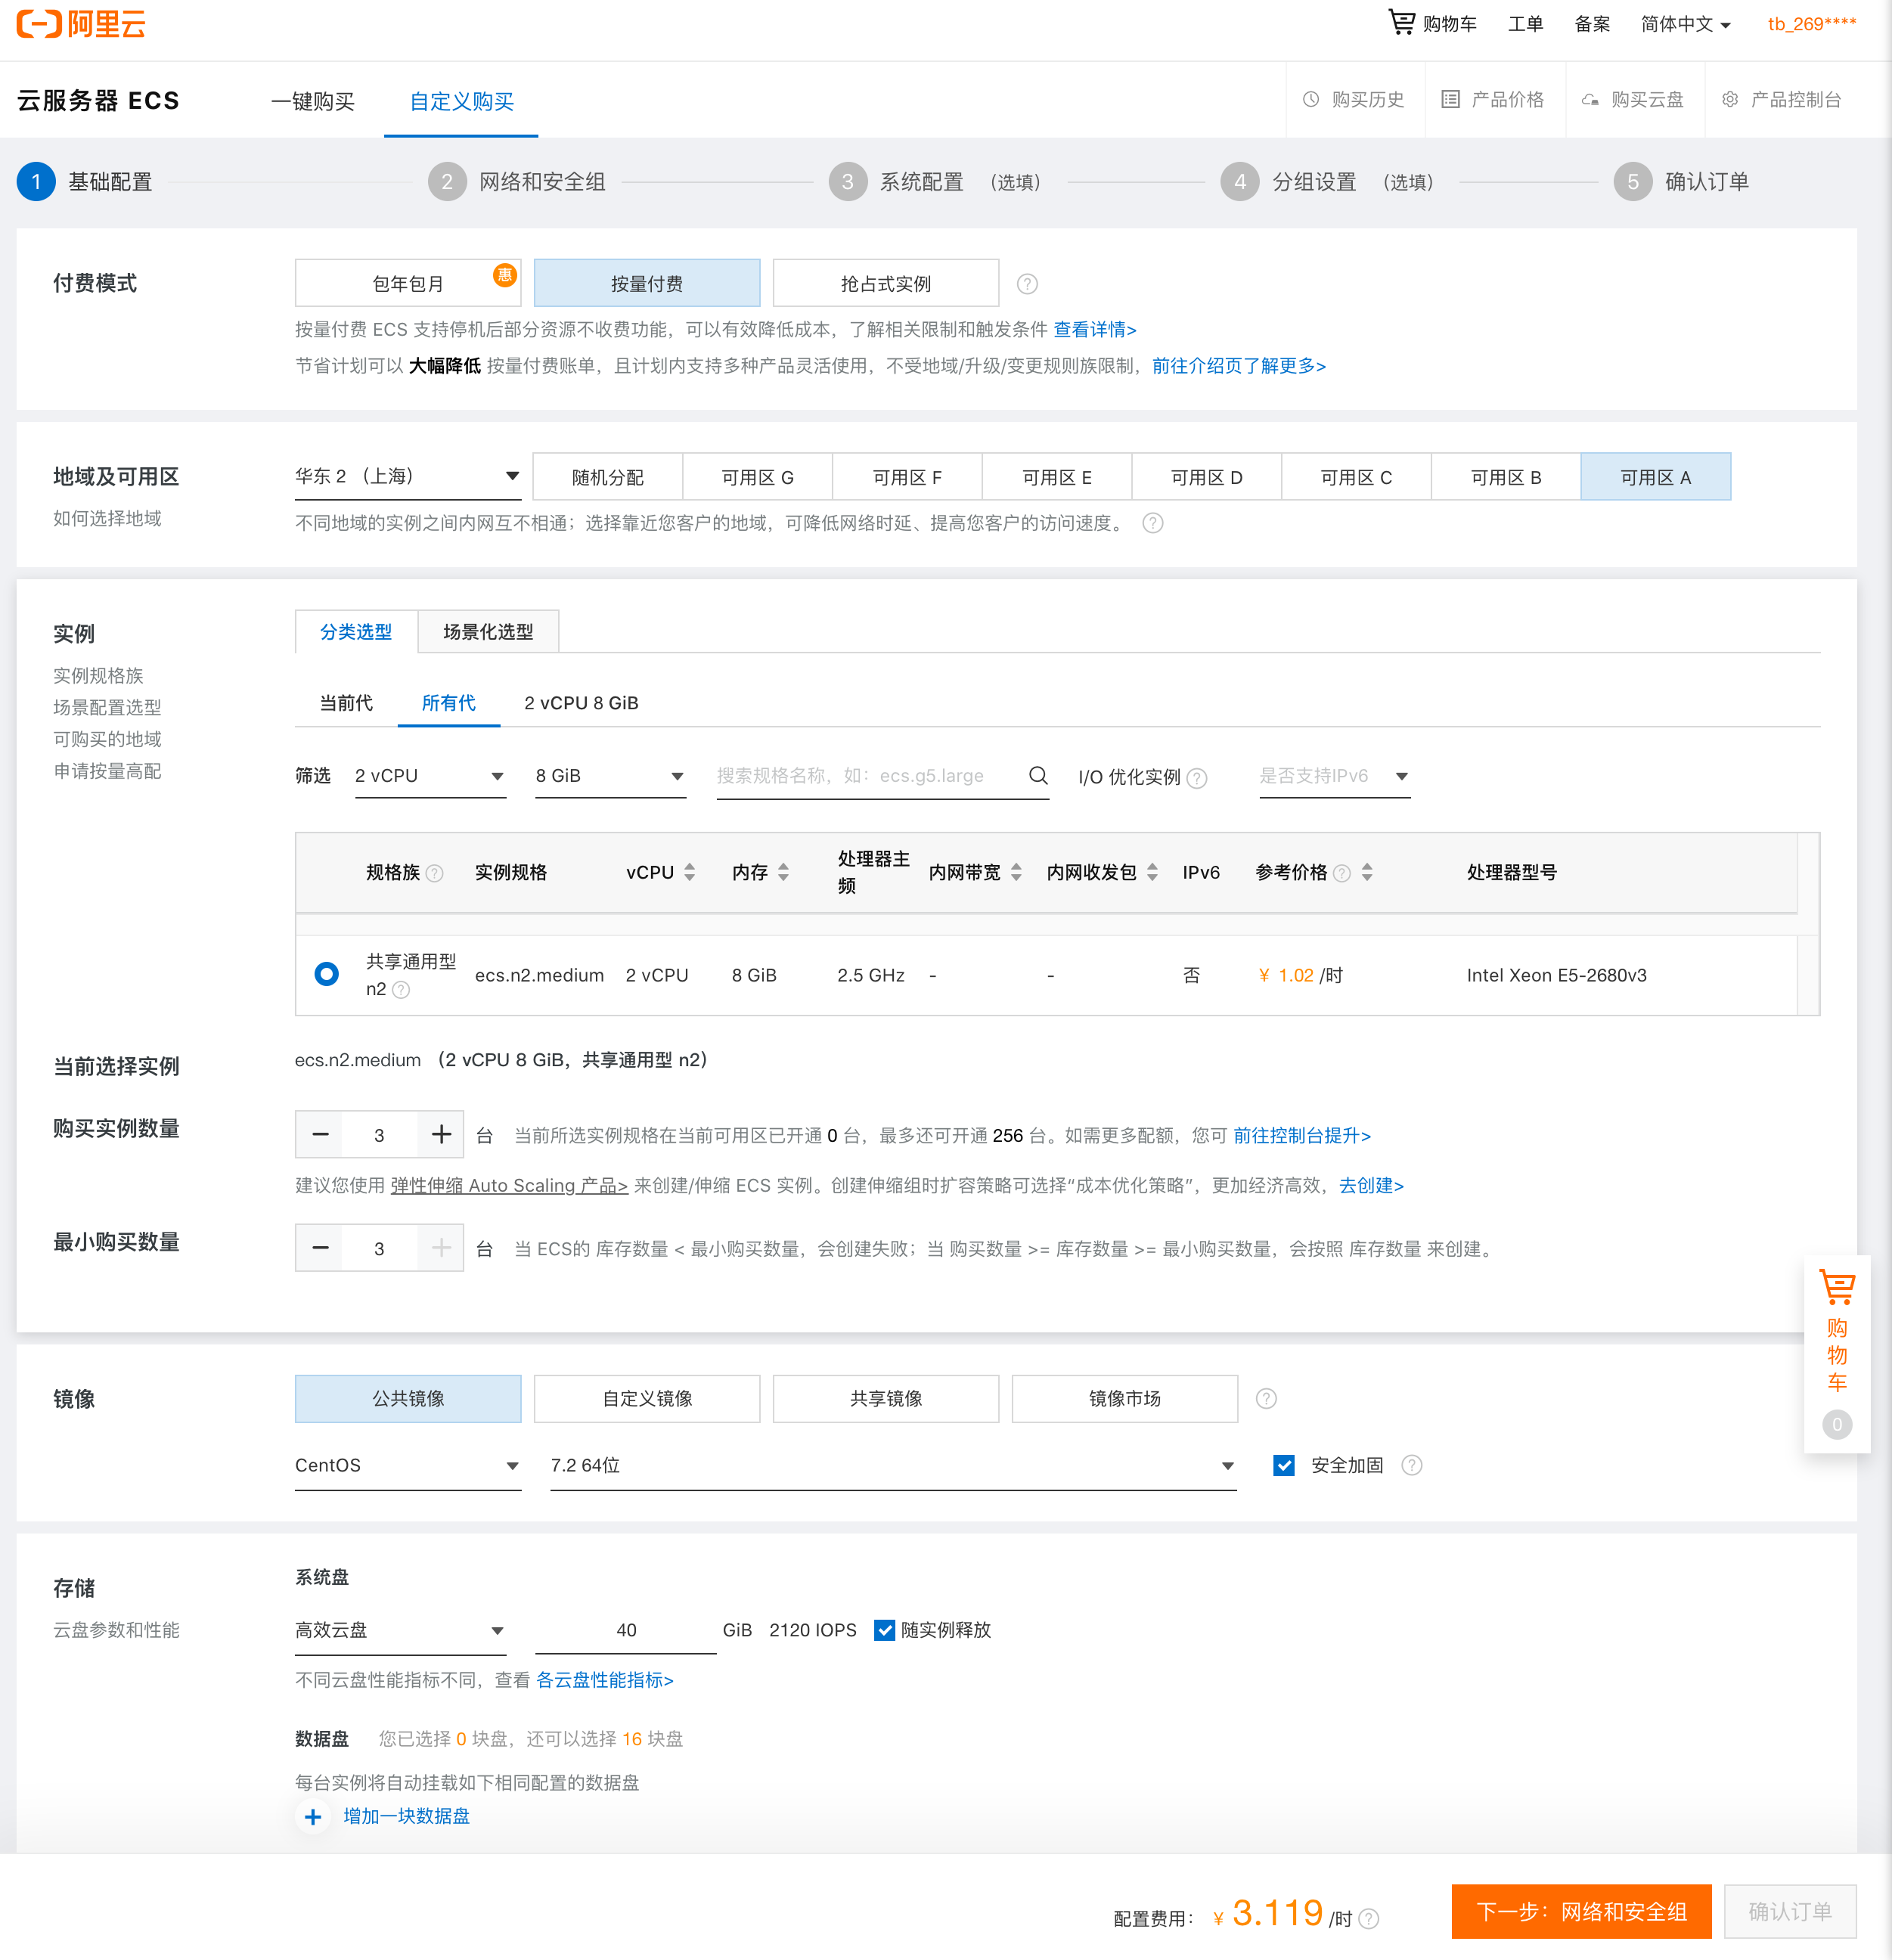 阿里云
购物车 工单 备案 简体中文 tb_269****
云服务器 ECS 一键购买 自定义购买 购买历史 产品价格 购买云盘 产品控制台
1 基础配置 2 网络和安全组 3 系统配置 (选填) 4 分组设置 (选填) 5 确认订单
付费模式 包年包月 惠 按量付费 抢占式实例 ?
按量付费 ECS 支持停机后部分资源不收费功能，可以有效降低成本，了解相关限制和触发条件 查看详情>
节省计划可以 大幅降低 按量付费账单，且计划内支持多种产品灵活使用，不受地域/升级/变更规则族限制，前往介绍页了解更多>
地域及可用区 华东 2 （上海） 随机分配 可用区 G 可用区 F 可用区 E 可用区 D 可用区 C 可用区 B 可用区 A
如何选择地域 不同地域的实例之间内网互不相通；选择靠近您客户的地域，可降低网络时延、提高您客户的访问速度。 ?
实例 分类选型 场景化选型
实例规格族
场景配置选型
可购买的地域
申请按量高配
当前代 所有代 2 vCPU 8 GiB
筛选 2 vCPU 8 GiB 搜索规格名称，如：ecs.g5.large I/O 优化实例 ? 是否支持IPv6
规格族 ? 实例规格 vCPU 内存 处理器主频 内网带宽 内网收发包 IPv6 参考价格 ? 处理器型号
共享通用型 n2 ? ecs.n2.medium 2 vCPU 8 GiB 2.5 GHz - - 否 ¥ 1.02 /时 Intel Xeon E5-2680v3
当前选择实例 ecs.n2.medium （2 vCPU 8 GiB，共享通用型 n2）
购买实例数量 3 台 当前所选实例规格在当前可用区已开通 0 台，最多还可开通 256 台。如需更多配额，您可 前往控制台提升>
建议您使用 弹性伸缩 Auto Scaling 产品> 来创建/伸缩 ECS 实例。创建伸缩组时扩容策略可选择“成本优化策略”，更加经济高效，去创建>
最小购买数量 3 台 当 ECS的 库存数量 < 最小购买数量，会创建失败；当 购买数量 >= 库存数量 >= 最小购买数量，会按照 库存数量 来创建。
购物车
0
镜像 公共镜像 自定义镜像 共享镜像 镜像市场 ?
CentOS 7.2 64位 安全加固 ?
存储 系统盘
云盘参数和性能 高效云盘 40 GiB 2120 IOPS 随实例释放
不同云盘性能指标不同，查看 各云盘性能指标>
数据盘 您已选择 0 块盘，还可以选择 16 块盘
每台实例将自动挂载如下相同配置的数据盘
+ 增加一块数据盘
配置费用： ¥ 3.119 /时 ? 下一步：网络和安全组 确认订单